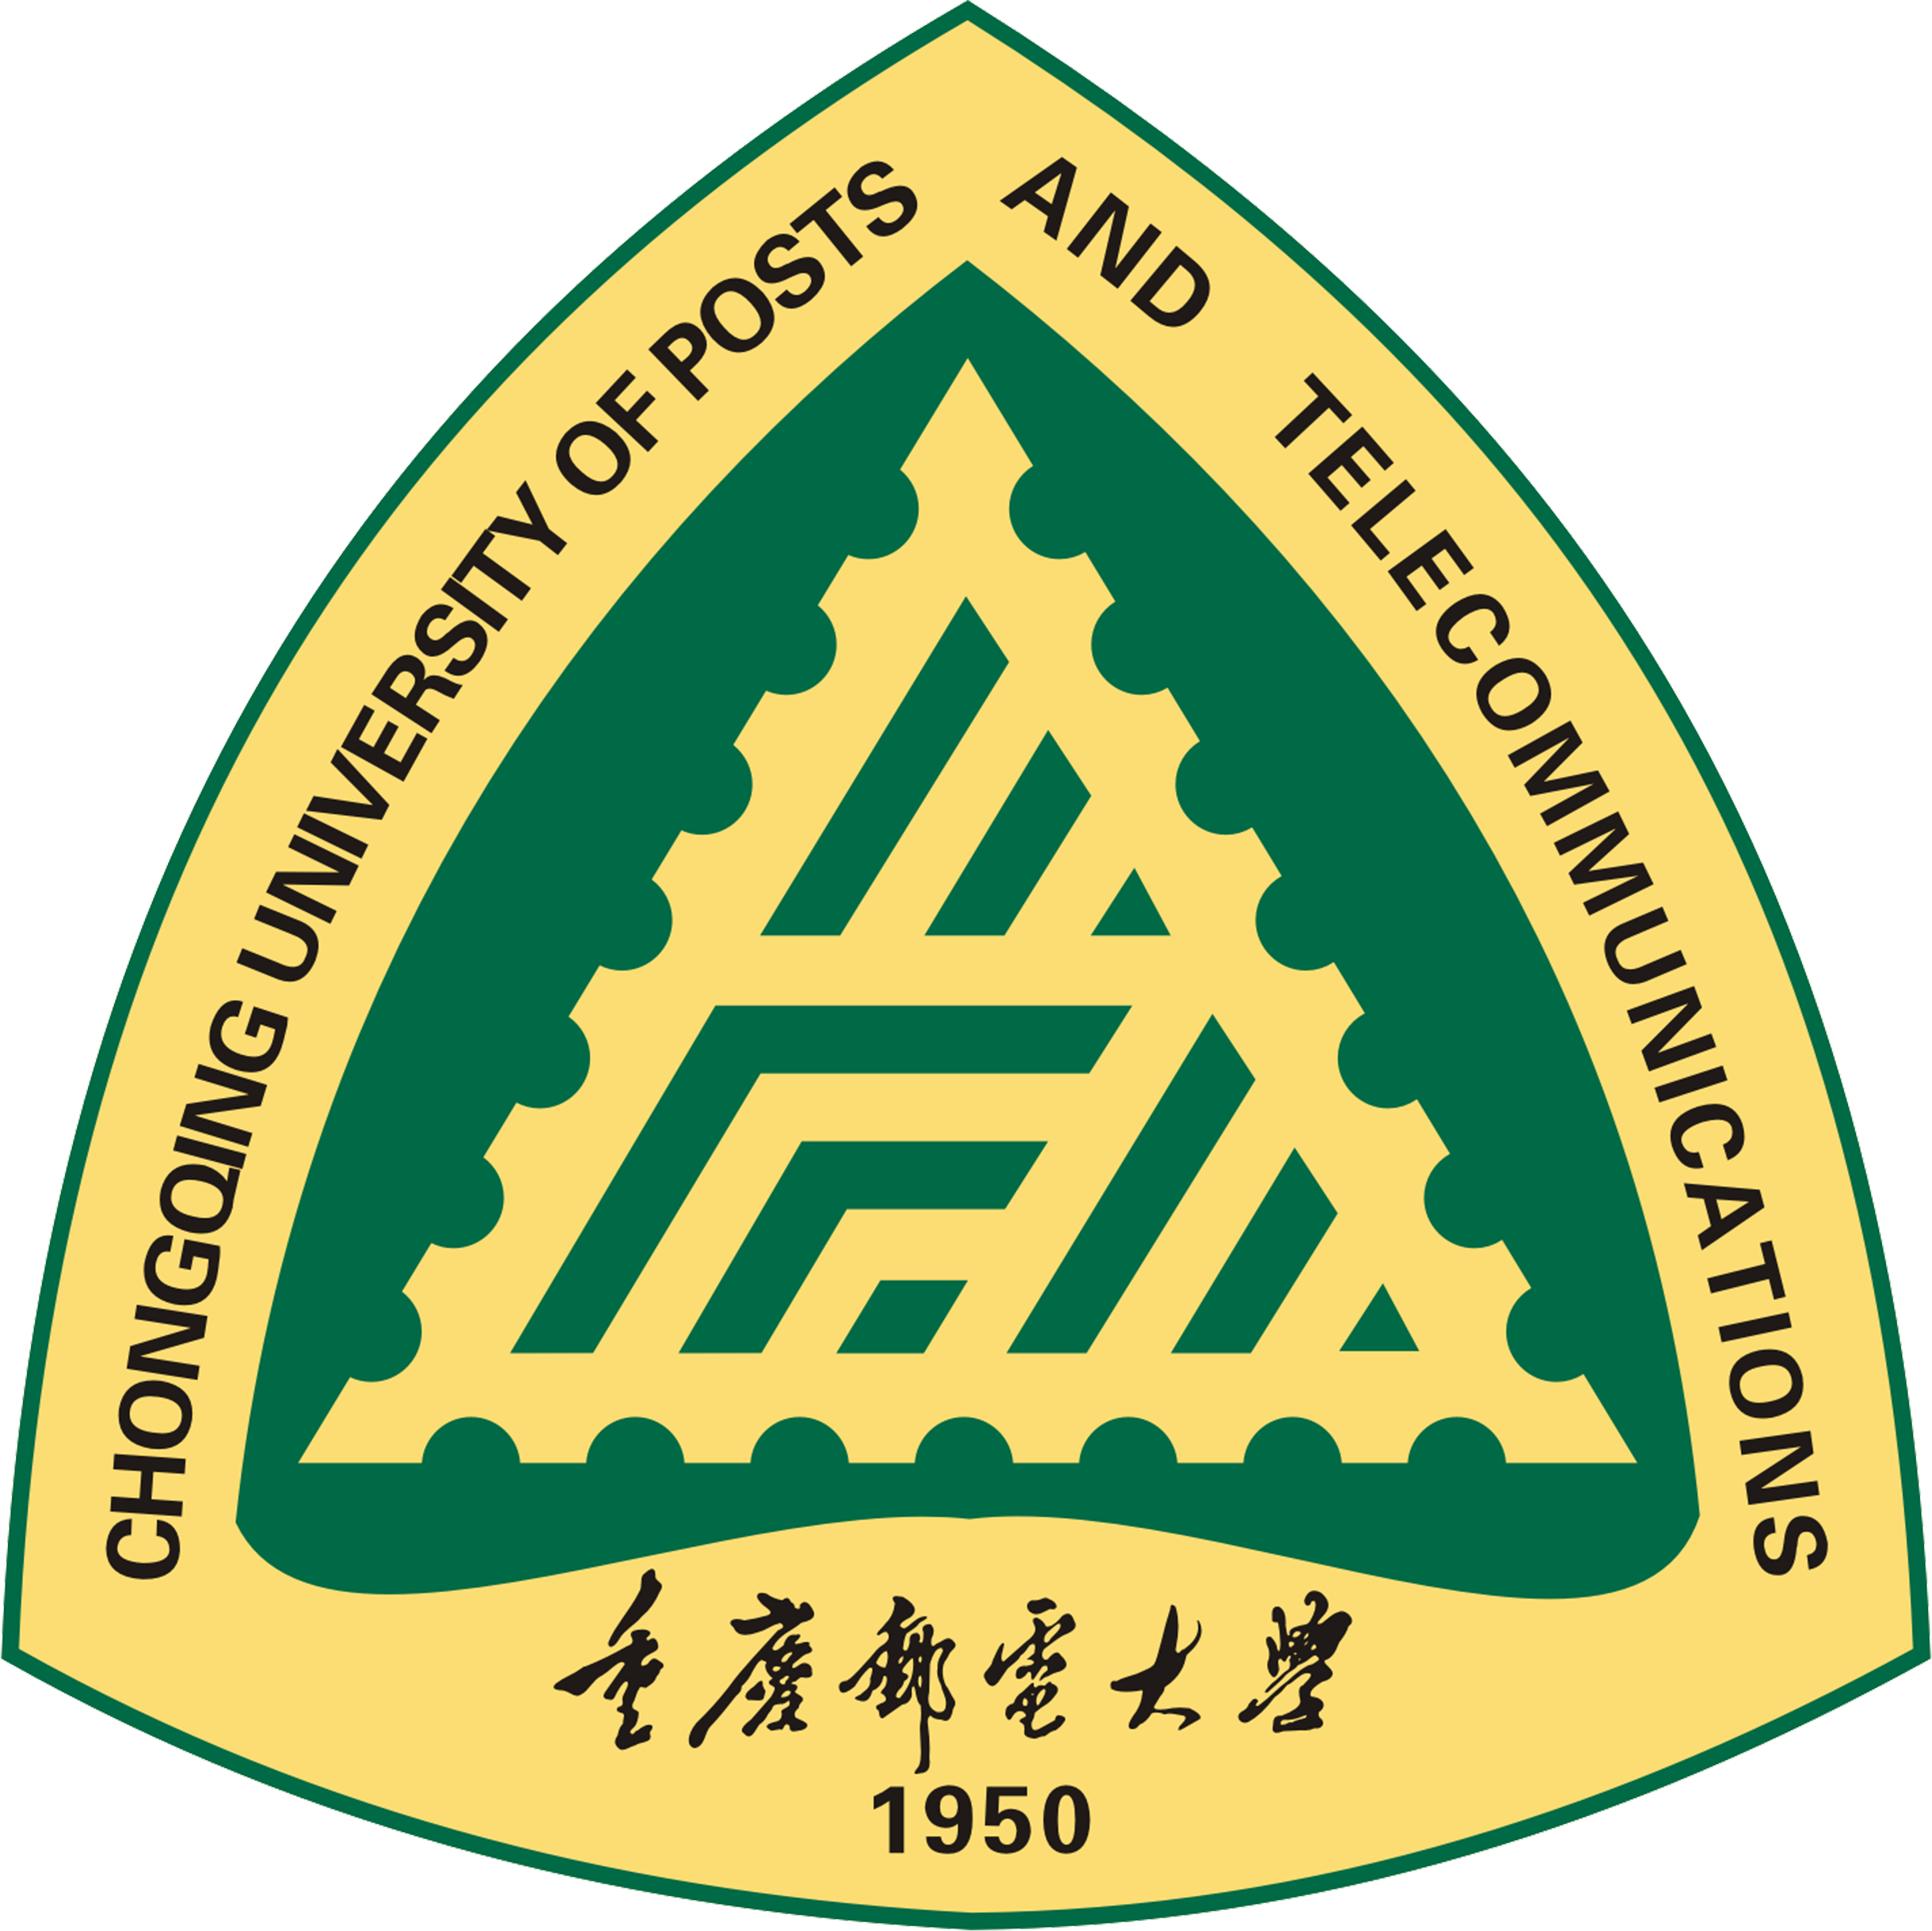 CHONGQING UNIVERSITY OF POSTS AND TELECOMMUNICATIONS
重慶郵電大學
1950